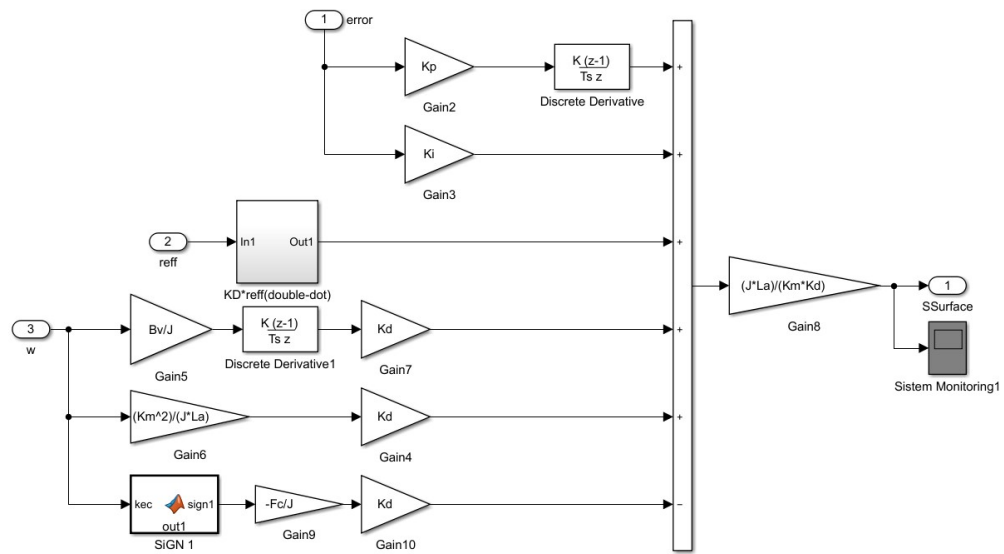 1
error
Kp
Gain2
K (z-1)
Ts z
Discrete Derivative
+
Ki
Gain3
+
2
reff
In1 Out1
KD*reff(double-dot)
+
3
w
Bv/J
Gain5
K (z-1)
Ts z
Discrete Derivative1
Kd
Gain7
+
(Km^2)/(J*La)
Gain6
Kd
Gain4
+
kec sign1
out1
SiGN 1
-Fc/J
Gain9
Kd
Gain10
−
(J*La)/(Km*Kd)
Gain8
1
SSurface
Sistem Monitoring1